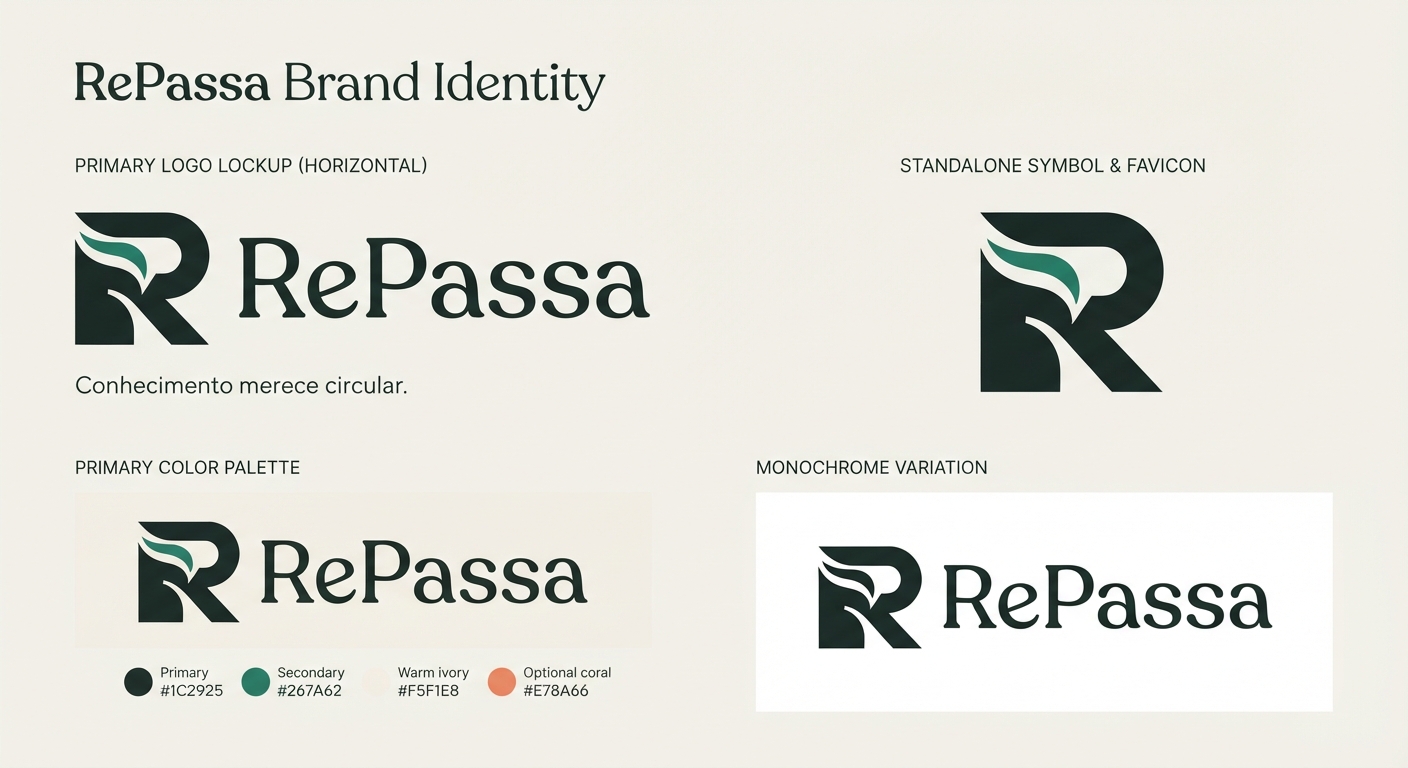 RePassa Brand Identity
PRIMARY LOGO LOCKUP (HORIZONTAL)
RePassa
Conhecimento merece circular.
STANDALONE SYMBOL & FAVICON
PRIMARY COLOR PALETTE
RePassa
Primary
#1C2925
Secondary
#267A62
Warm ivory
#F5F1E8
Optional coral
#E78A66
MONOCHROME VARIATION
RePassa